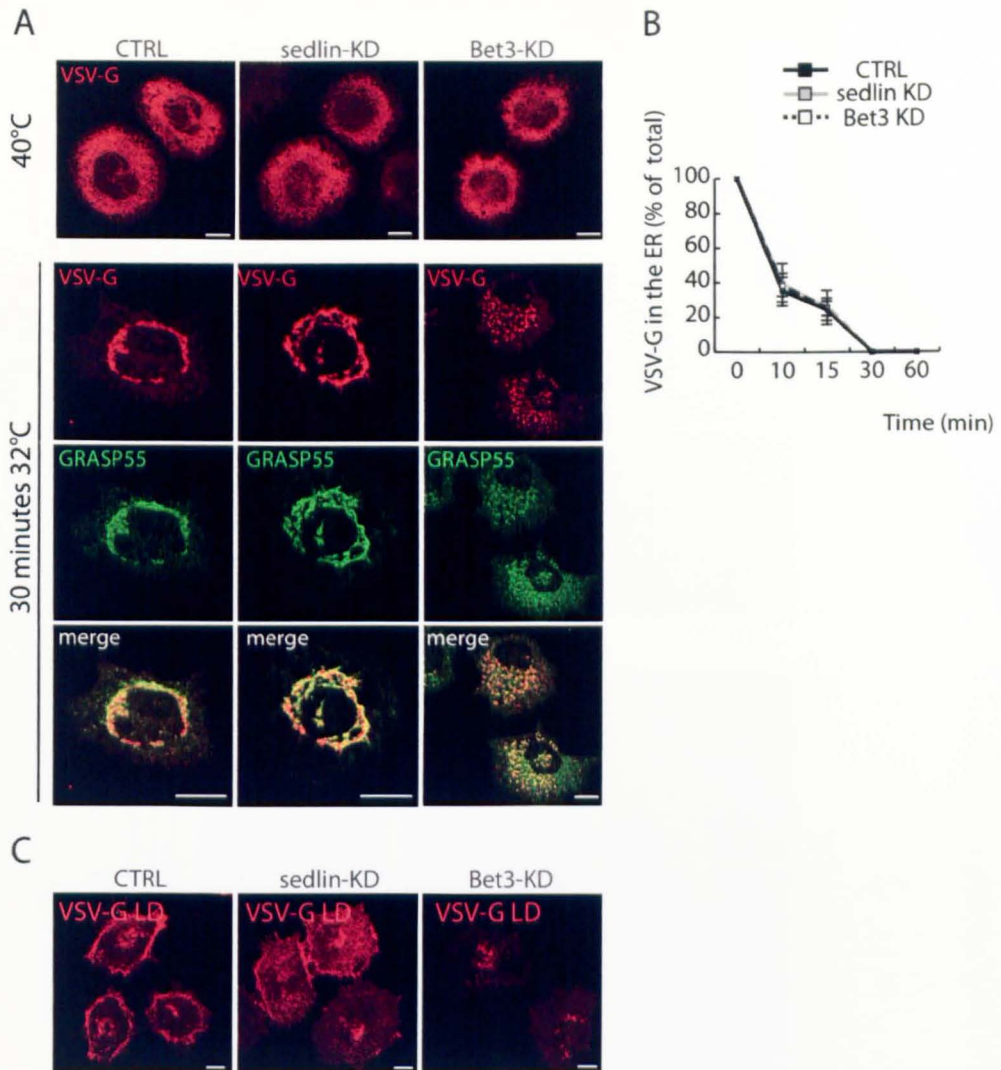 A
CTRL
sedlin-KD
Bet3-KD
40°C
VSV-G
30 minutes 32°C
VSV-G
VSV-G
VSV-G
GRASP55
GRASP55
GRASP55
merge
merge
merge
B
CTRL
sedlin KD
Bet3 KD
VSV-G in the ER (% of total)
100
80
60
40
20
0
0 10 15 30 60
Time (min)
C
CTRL
sedlin-KD
Bet3-KD
VSV-G LD
VSV-G LD
VSV-G LD